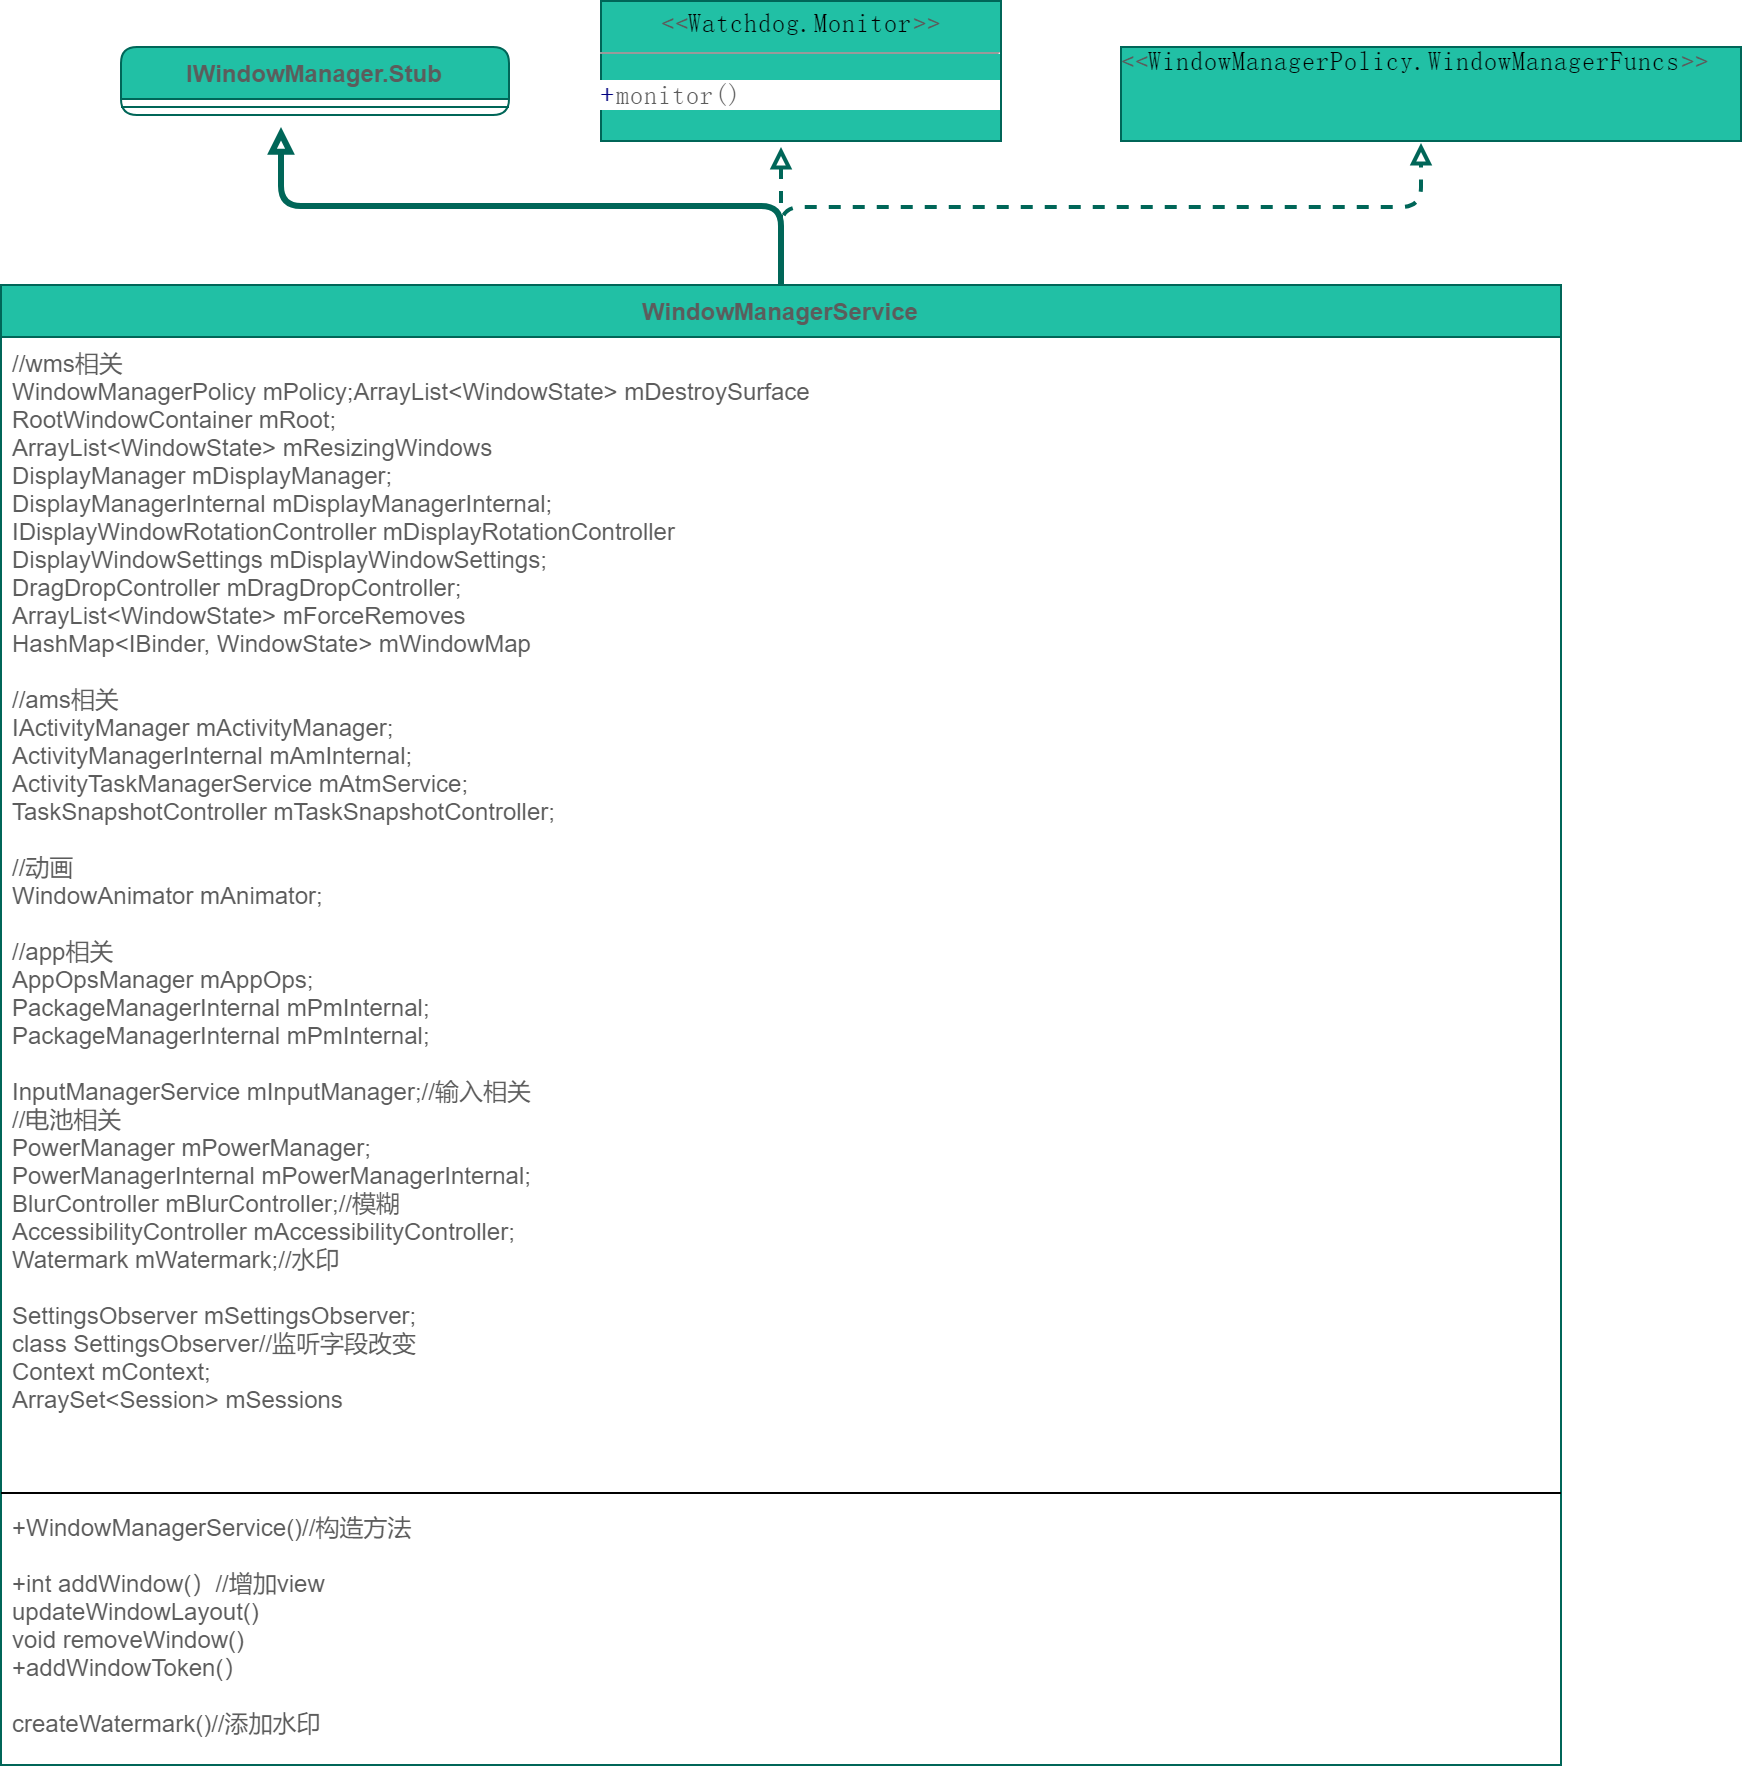 <<Watchdog.Monitor>>
IWindowManager.Stub
<<WindowManagerPolicy.WindowManagerFuncs>>
+monitor()
WindowManagerService
//wms相关
WindowManagerPolicy mPolicy;ArrayList<WindowState> mDestroySurface
RootWindowContainer mRoot;
ArrayList<WindowState> mResizingWindows
DisplayManager mDisplayManager;
DisplayManagerInternal mDisplayManagerInternal;
IDisplayWindowRotationController mDisplayRotationController
DisplayWindowSettings mDisplayWindowSettings;
DragDropController mDragDropController;
ArrayList<WindowState> mForceRemoves
HashMap<IBinder, WindowState> mWindowMap
//ams相关
IActivityManager mActivityManager;
ActivityManagerInternal mAmInternal;
ActivityTaskManagerService mAtmService;
TaskSnapshotController mTaskSnapshotController;
//动画
WindowAnimator mAnimator;
//app相关
AppOpsManager mAppOps;
PackageManagerInternal mPmInternal;
PackageManagerInternal mPmInternal;
InputManagerService mInputManager;//输入相关
//电池相关
PowerManager mPowerManager;
PowerManagerInternal mPowerManagerInternal;
BlurController mBlurController;//模糊
AccessibilityController mAccessibilityController;
Watermark mWatermark;//水印
SettingsObserver mSettingsObserver;
class SettingsObserver//监听字段改变
Context mContext;
ArraySet<Session> mSessions
+WindowManagerService()//构造方法
+int addWindow()  //增加view
updateWindowLayout()
void removeWindow()
+addWindowToken()
createWatermark()//添加水印